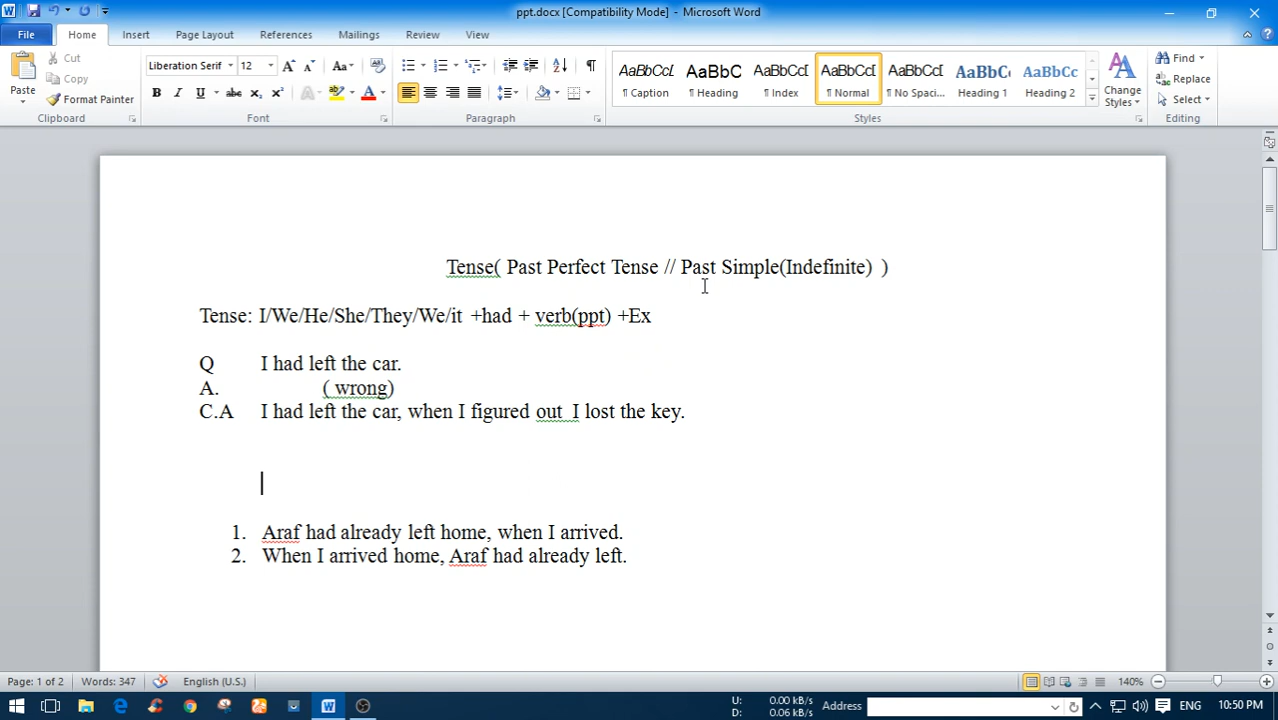 ppt.docx [Compatibility Mode] - Microsoft Word
File Home Insert Page Layout References Mailings Review View
Paste
Cut
Copy
Format Painter
Clipboard
Liberation Serif 12
Font
Paragraph
AaBbCcI AaBbC AaBbCcI AaBbCcI AaBbCcI AaBbCc AaBbCc
Caption Heading Index ¶ Normal ¶ No Spaci... Heading 1 Heading 2
Change Styles
Styles
Find
Replace
Select
Editing
Tense( Past Perfect Tense // Past Simple(Indefinite) )
Tense: I/We/He/She/They/We/it +had + verb(ppt) +Ex
Q I had left the car.
A. ( wrong)
C.A I had left the car, when I figured out I lost the key.
1. Araf had already left home, when I arrived.
2. When I arrived home, Araf had already left.
Page: 1 of 2 Words: 347 English (U.S.) 140%
U: 0.00 kB/s
D: 0.06 kB/s
Address
ENG 10:50 PM